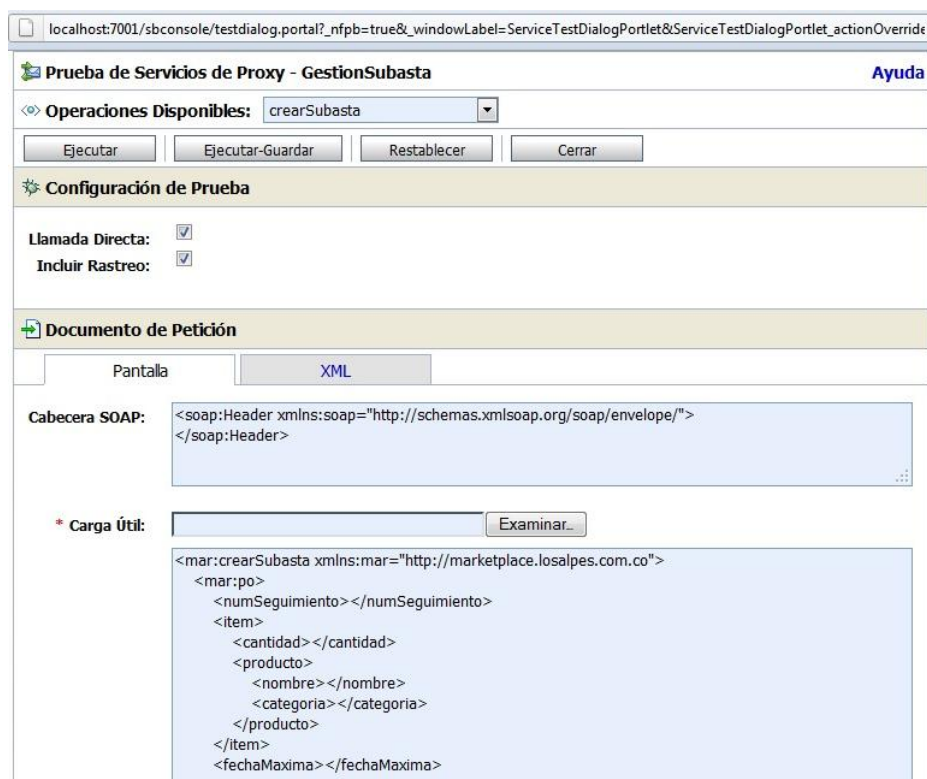 localhost:7001/sbconsole/testdialog.portal?_nfpb=true&_windowLabel=ServiceTestDialogPortlet&ServiceTestDialogPortlet_actionOverride
Prueba de Servicios de Proxy - GestionSubasta Ayuda
Operaciones Disponibles: crearSubasta
Ejecutar Ejecutar-Guardar Restablecer Cerrar
Configuración de Prueba
Llamada Directa:
Incluir Rastreo:
Documento de Petición
Pantalla XML
Cabecera SOAP: <soap:Header xmlns:soap="http://schemas.xmlsoap.org/soap/envelope/">
</soap:Header>
* Carga Útil: Examinar...
<mar:crearSubasta xmlns:mar="http://marketplace.losalpes.com.co">
<mar:po>
<numSeguimiento></numSeguimiento>
<item>
<cantidad></cantidad>
<producto>
<nombre></nombre>
<categoria></categoria>
</producto>
</item>
<fechaMaxima></fechaMaxima>